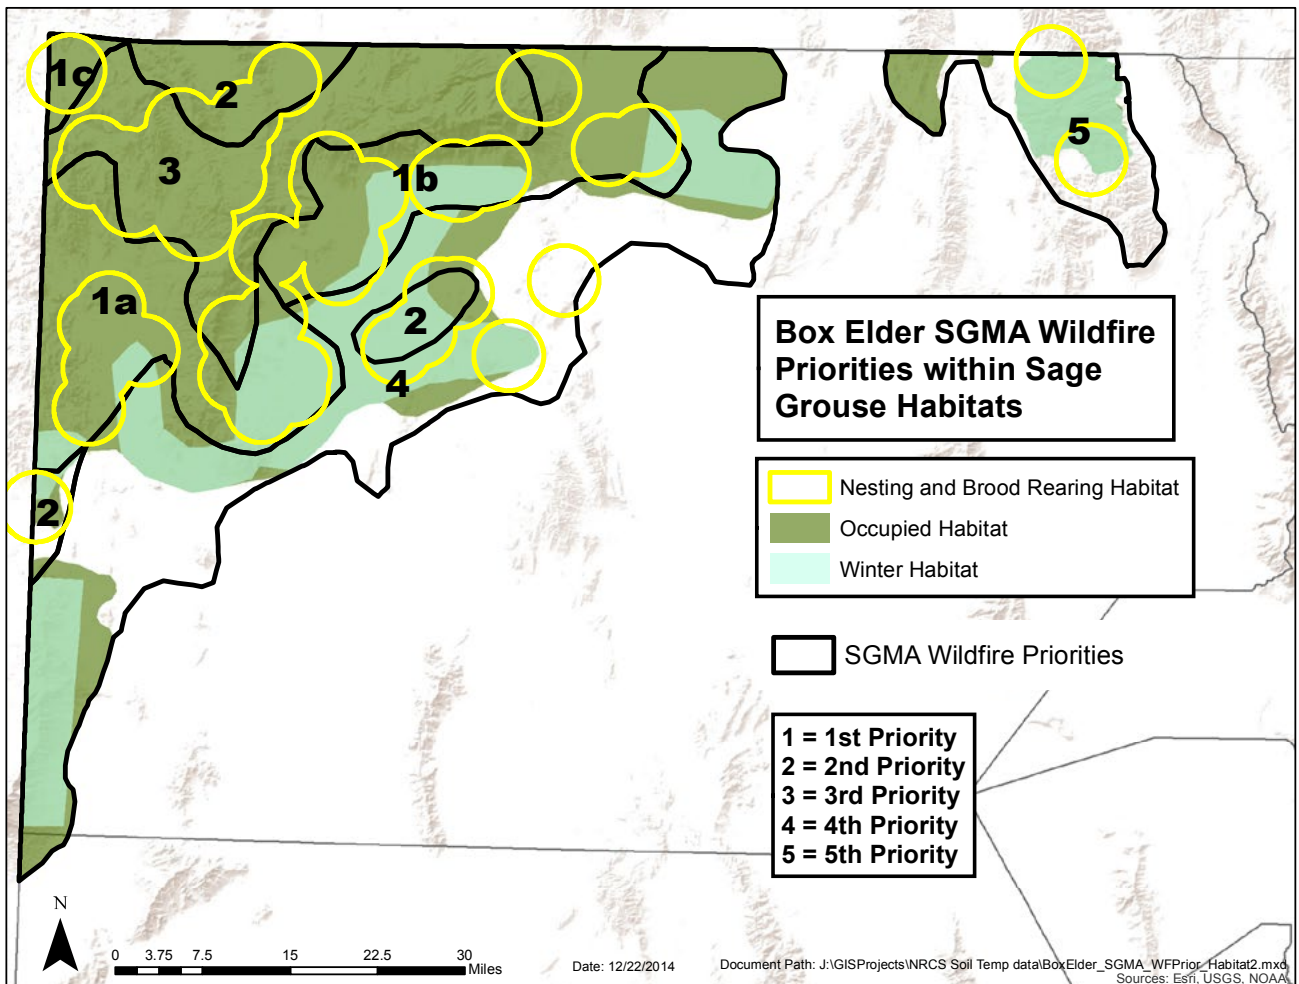 1c
2
3
1b
5
1a
2
4
2
Box Elder SGMA Wildfire
Priorities within Sage
Grouse Habitats
Nesting and Brood Rearing Habitat
Occupied Habitat
Winter Habitat
SGMA Wildfire Priorities
1 = 1st Priority
2 = 2nd Priority
3 = 3rd Priority
4 = 4th Priority
5 = 5th Priority
N
0 3.75 7.5 15 22.5 30
Miles
Date: 12/22/2014
Document Path: J:\GISProjects\NRCS Soil Temp data\BoxElder_SGMA_WFPrior_Habitat2.mxd
Sources: Esri, USGS, NOAA